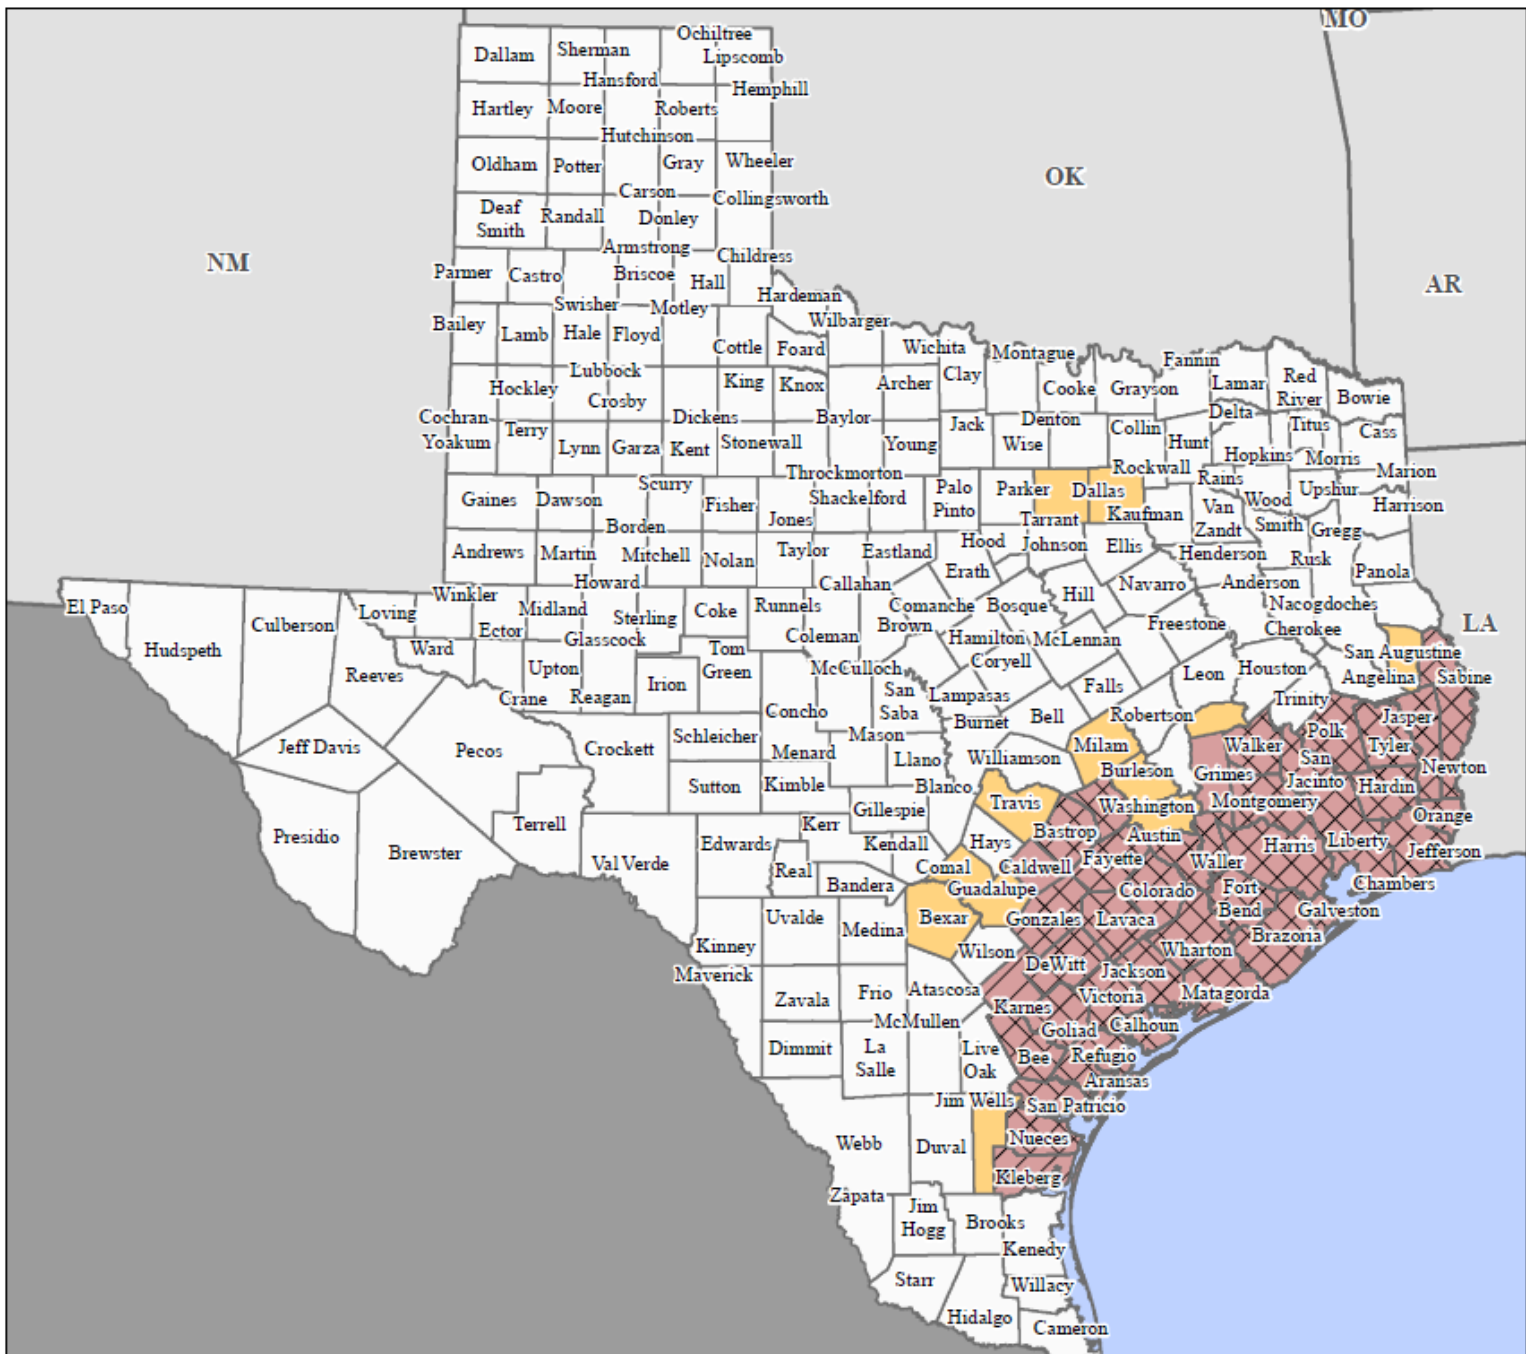 MO
Ochiltree
Dallam
Sherman
Lipscomb
Hansford
Hemphill
Hartley
Moore
Roberts
Hutchinson
OK
Oldham
Potter
Gray
Wheeler
Carson
Collingsworth
Deaf
Smith
Randall
Donley
Armstrong
Childress
NM
Parmer
Castro
Briscoe
Hall
AR
Swisher
Motley
Hardeman
Bailey
Lamb
Hale
Floyd
Wilbarger
Cottle
Foard
Wichita
Montague
Fannin
Lubbock
Hockley
Crosby
King
Knox
Archer
Clay
Cooke
Grayson
Lamar
Red
River
Bowie
Cochran
Dickens
Baylor
Delta
Yoakum
Terry
Lynn
Garza
Kent
Stonewall
Young
Jack
Wise
Denton
Collin
Hunt
Titus
Cass
Hopkins
Morris
Throckmorton
Rockwall
Marion
Scurry
Rains
Gaines
Dawson
Fisher
Shackelford
Palo
Pinto
Parker
Dallas
Wood
Upshur
Harrison
Borden
Jones
Tarrant
Kaufman
Van
Zandt
Smith
Gregg
Andrews
Martin
Mitchell
Nolan
Taylor
Eastland
Hood
Johnson
Ellis
Henderson
Rusk
Panola
Howard
Callahan
Erath
Navarro
Anderson
Winkler
El Paso
Loving
Midland
Sterling
Coke
Runnels
Comanche
Bosque
Hill
Nacogdoches
Culberson
Ector
Glasscock
Coleman
Brown
Hamilton
McLennan
Freestone
Cherokee
LA
Hudspeth
Ward
Tom
Green
Coryell
San Augustine
Reeves
Upton
McCulloch
Leon
Houston
Angelina
Sabine
Crane
Reagan
Irion
San
Saba
Lampasas
Falls
Trinity
Concho
Burnet
Bell
Robertson
Jasper
Jeff Davis
Pecos
Crockett
Schleicher
Menard
Mason
Llano
Williamson
Milam
Walker
Polk
Tyler
Sutton
Kimble
Blanco
Burleson
Grimes
San
Jacinto
Newton
Hardin
Gillespie
Travis
Washington
Montgomery
Presidio
Brewster
Terrell
Kerr
Bastrop
Austin
Orange
Val Verde
Edwards
Kendall
Hays
Harris
Liberty
Jefferson
Real
Bandera
Comal
Caldwell
Fayette
Waller
Chambers
Guadalupe
Colorado
Fort
Bend
Galveston
Uvalde
Medina
Bexar
Gonzales
Lavaca
Brazoria
Kinney
Wilson
Wharton
Maverick
DeWitt
Jackson
Zavala
Frio
Atascosa
Karnes
Victoria
Matagorda
McMullen
Goliad
Calhoun
Dimmit
La
Salle
Live
Oak
Bee
Refugio
Aransas
Jim Wells
San Patricio
Webb
Duval
Nueces
Kleberg
Zapata
Jim
Hogg
Brooks
Kenedy
Starr
Willacy
Hidalgo
Cameron